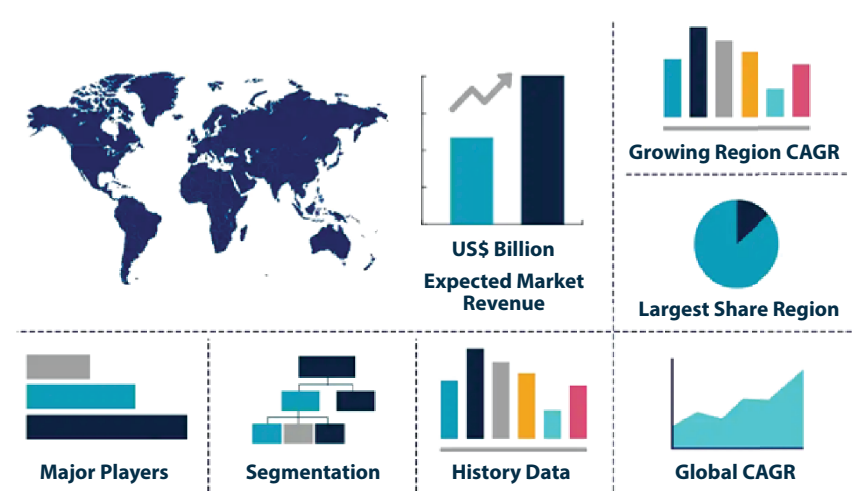 US$ Billion
Expected Market
Revenue
Growing Region CAGR
Largest Share Region
Major Players
Segmentation
History Data
Global CAGR